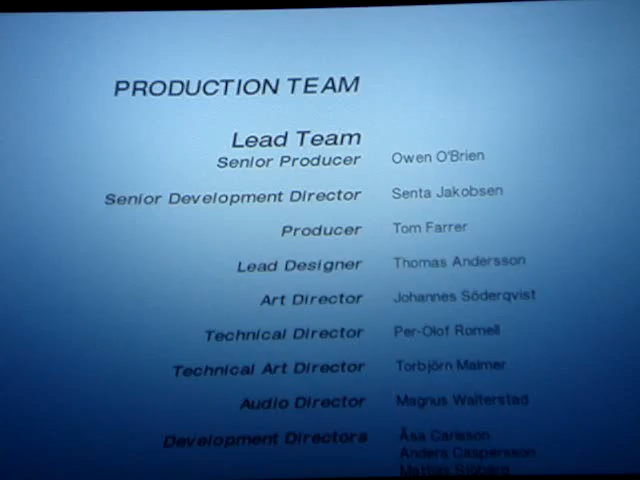 PRODUCTION TEAM
Lead Team
Senior Producer Owen O'Brien
Senior Development Director Senta Jakobsen
Producer Tom Farrer
Lead Designer Thomas Andersson
Art Director Johannes Söderqvist
Technical Director Per-Olof Romell
Technical Art Director Torbjörn Malmer
Audio Director Magnus Walterstad
Development Directors Åsa Carlsson
Anders Caspersson
Mattias Sjöberg